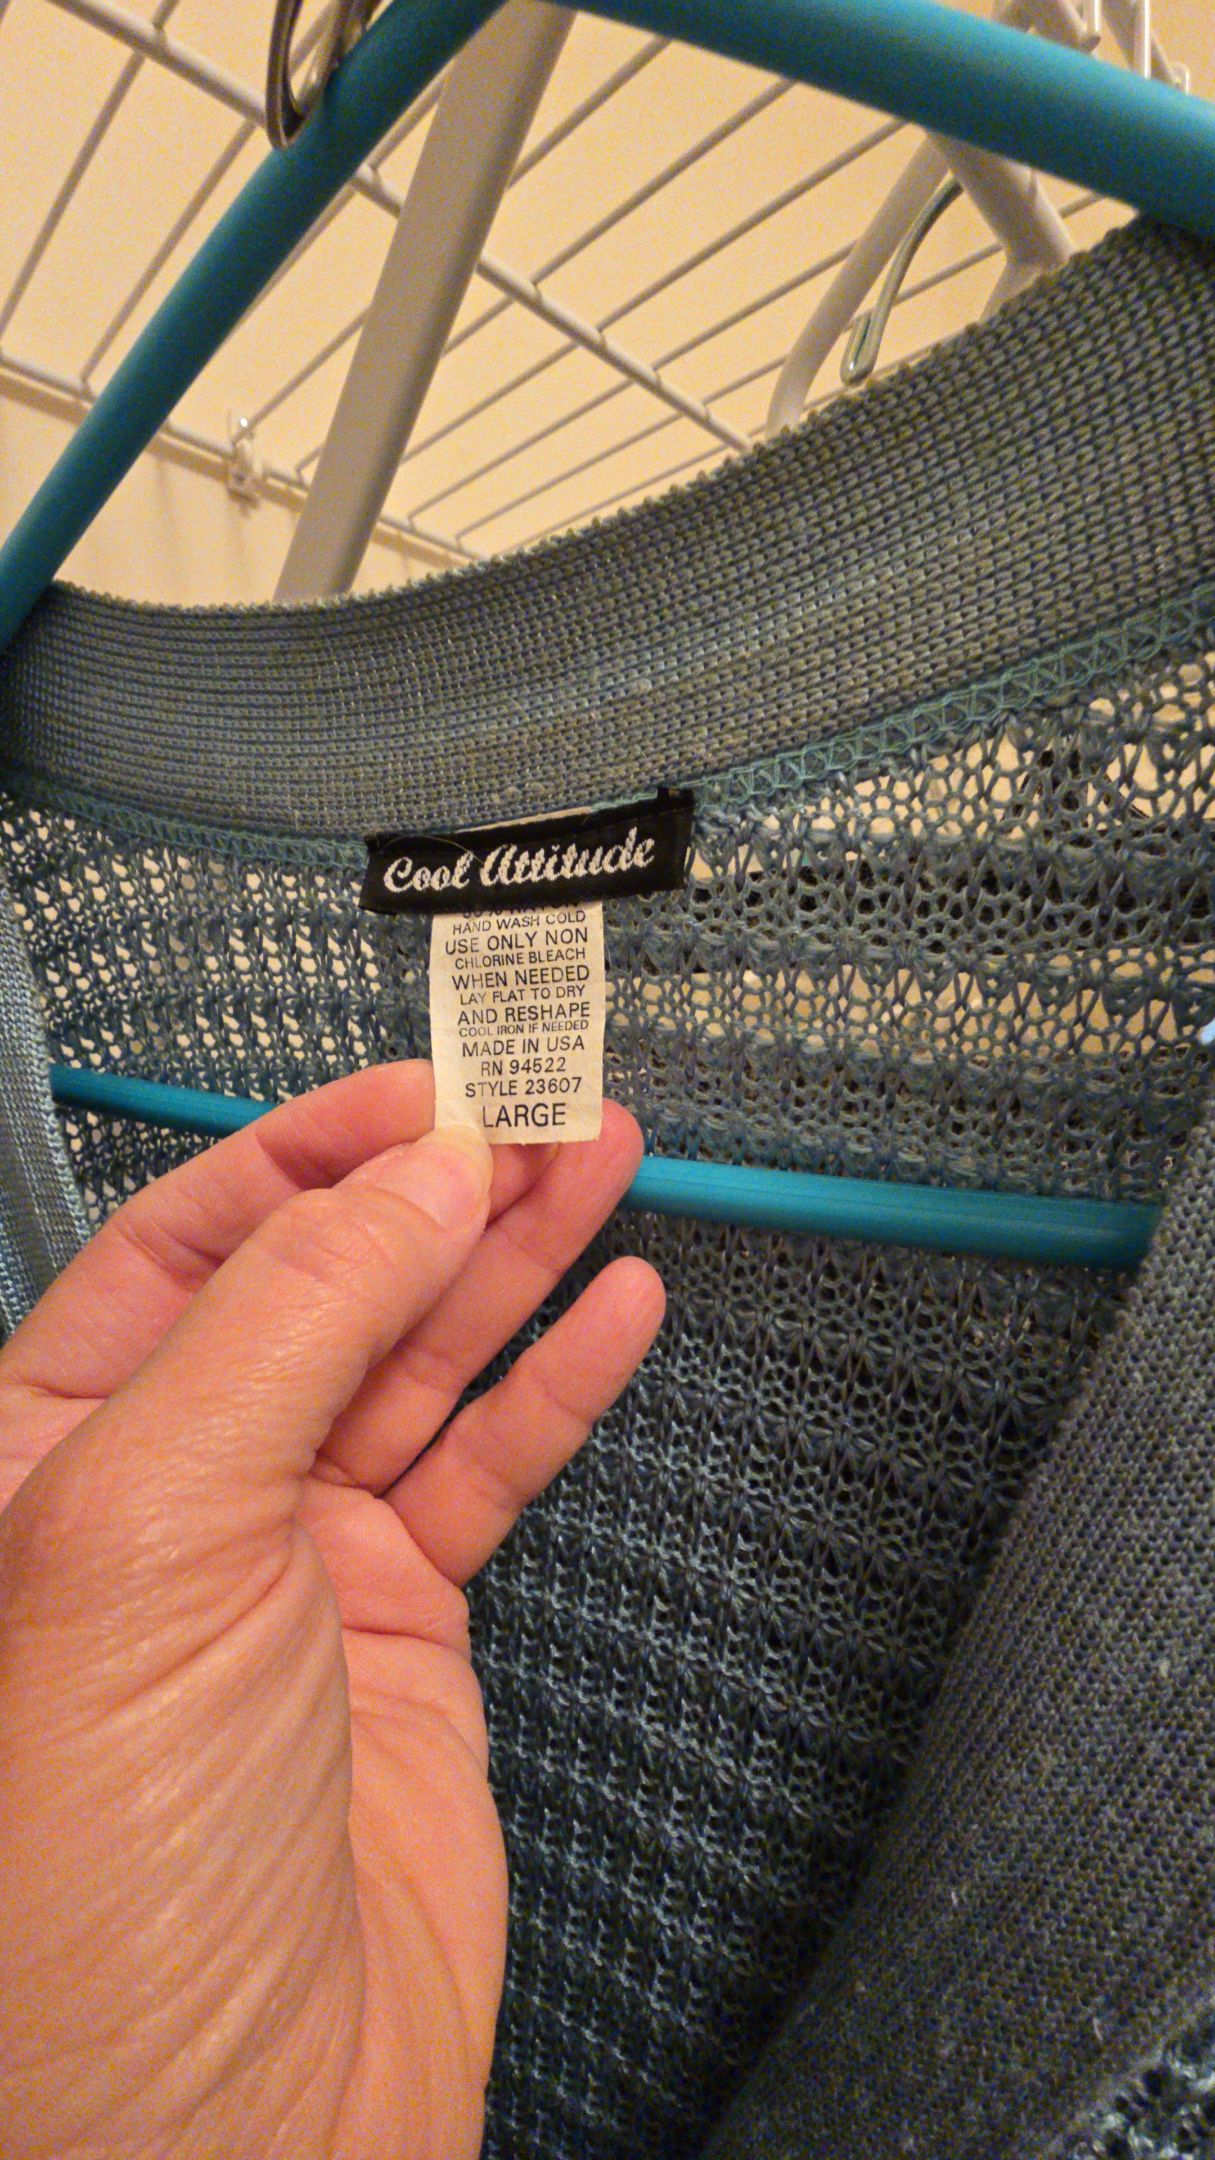 Cool Attitude
HAND WASH COLD
USE ONLY NON
CHLORINE BLEACH
WHEN NEEDED
LAY FLAT TO DRY
AND RESHAPE
COOL IRON IF NEEDED
MADE IN USA
RN 94522
STYLE 23607
LARGE